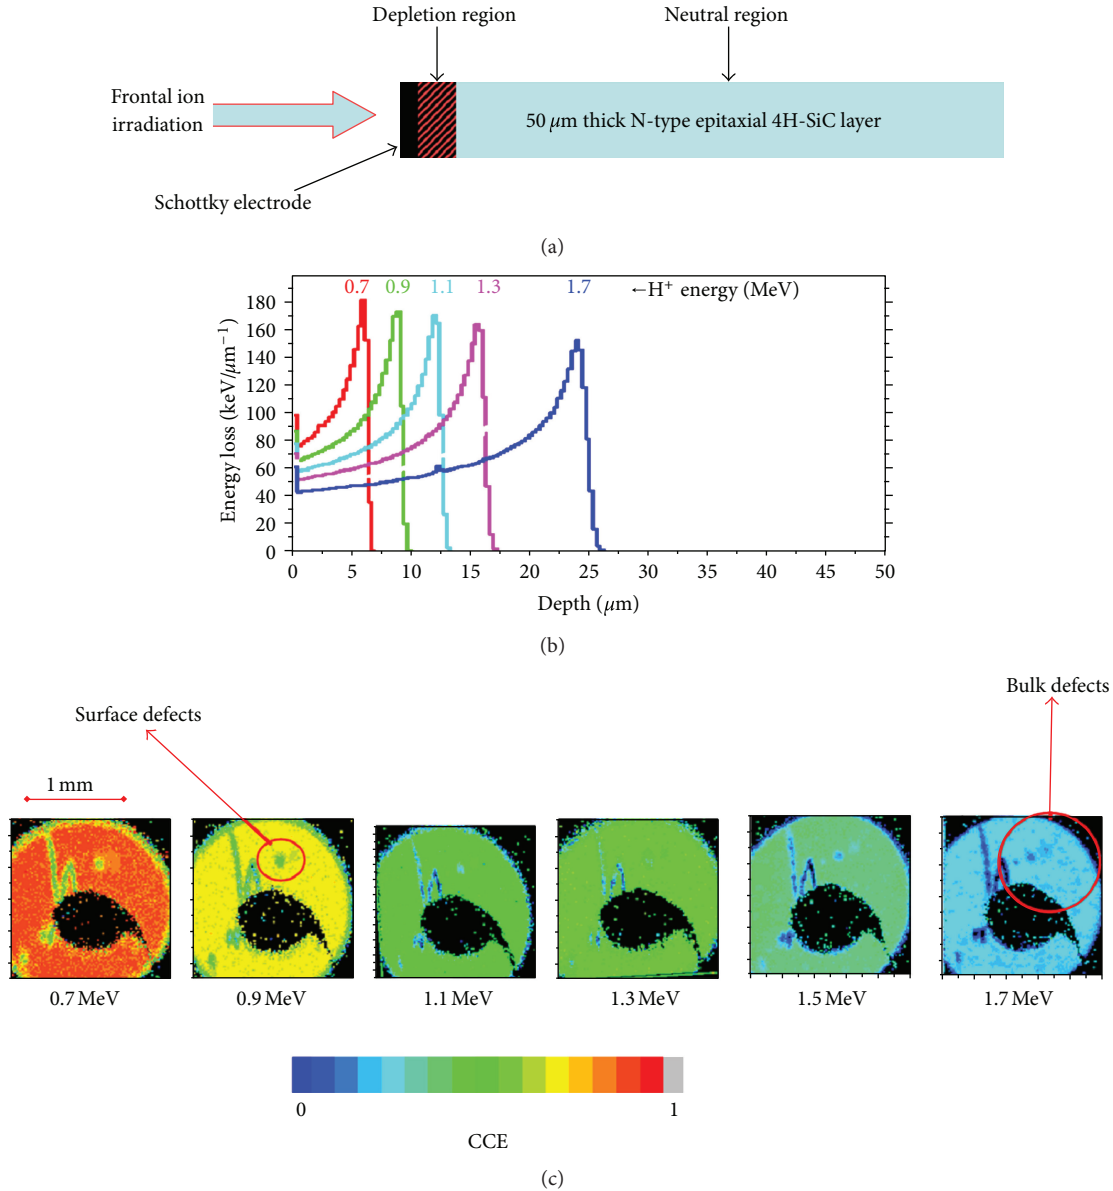 Depletion region
Neutral region
Frontal ion
irradiation
50 μm thick N-type epitaxial 4H-SiC layer
Schottky electrode
(a)
0.7 0.9 1.1 1.3 1.7 ←H⁺ energy (MeV)
180
160
140
120
100
80
60
40
20
0
Energy loss (keV/μm⁻¹)
0 5 10 15 20 25 30 35 40 45 50
Depth (μm)
(b)
Bulk defects
Surface defects
1 mm
0.7 MeV 0.9 MeV 1.1 MeV 1.3 MeV 1.5 MeV 1.7 MeV
0 1
CCE
(c)